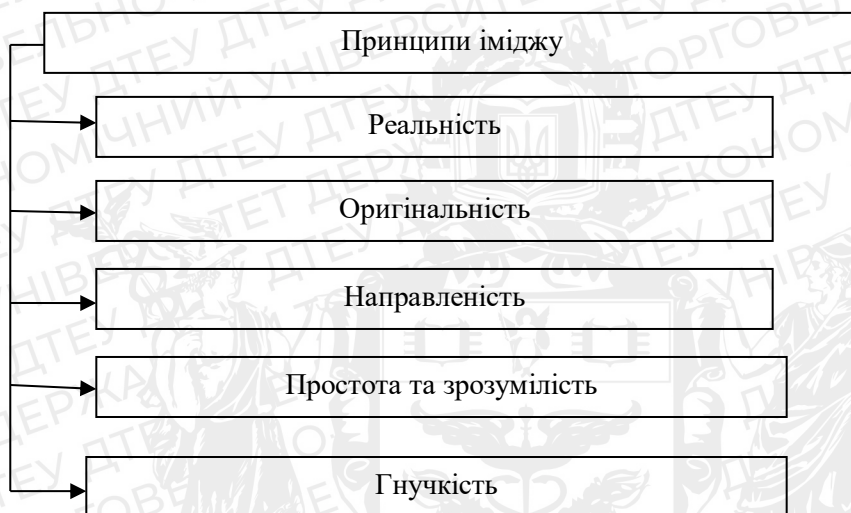 Принципи іміджу
Реальність
Оригінальність
Направленість
Простота та зрозумілість
Гнучкість